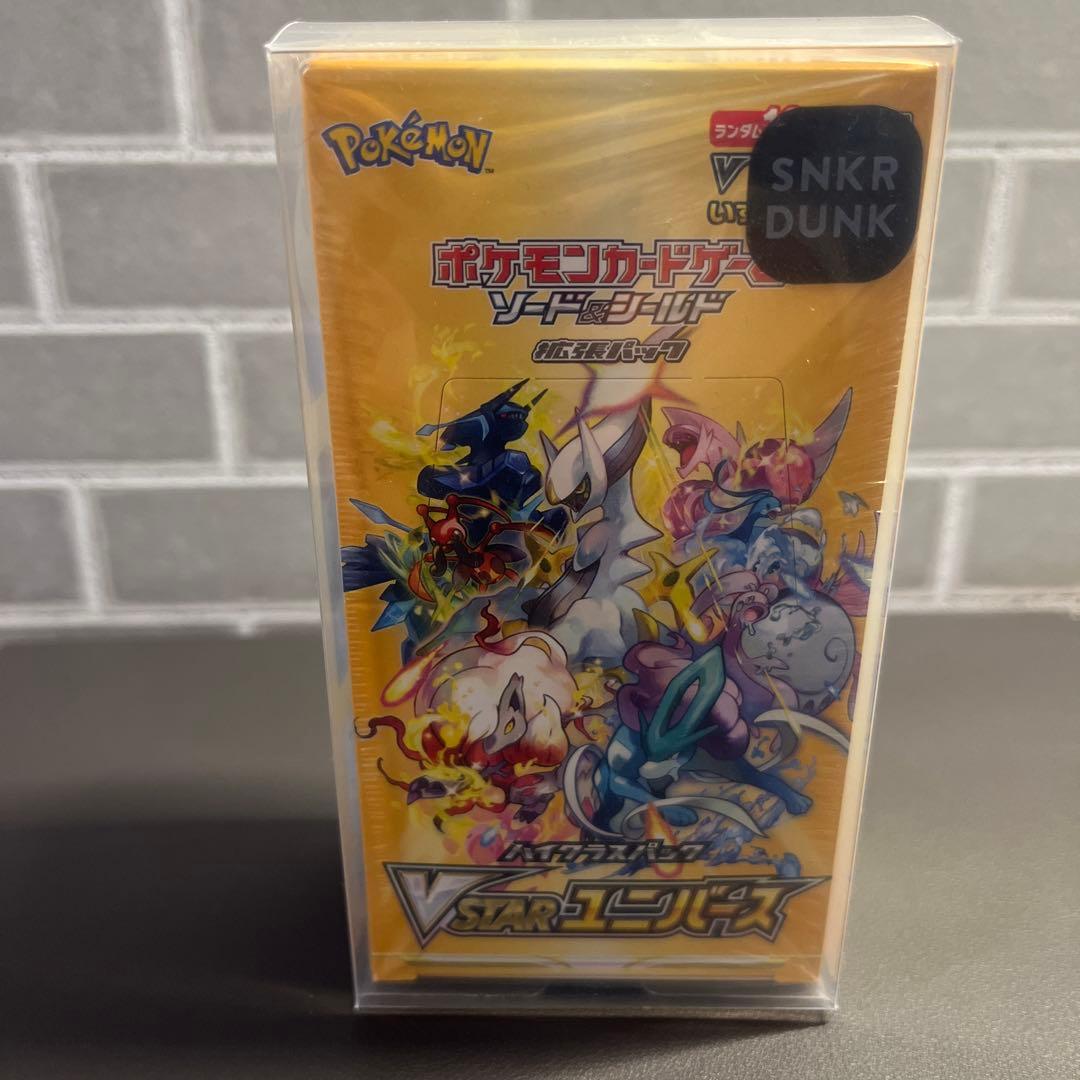 POKéMON™
ランダム
V
SNKR
DUNK
ポケモンカードゲー
ソード&シールド
拡張パック
ハイクラスパック
VSTARユニバース